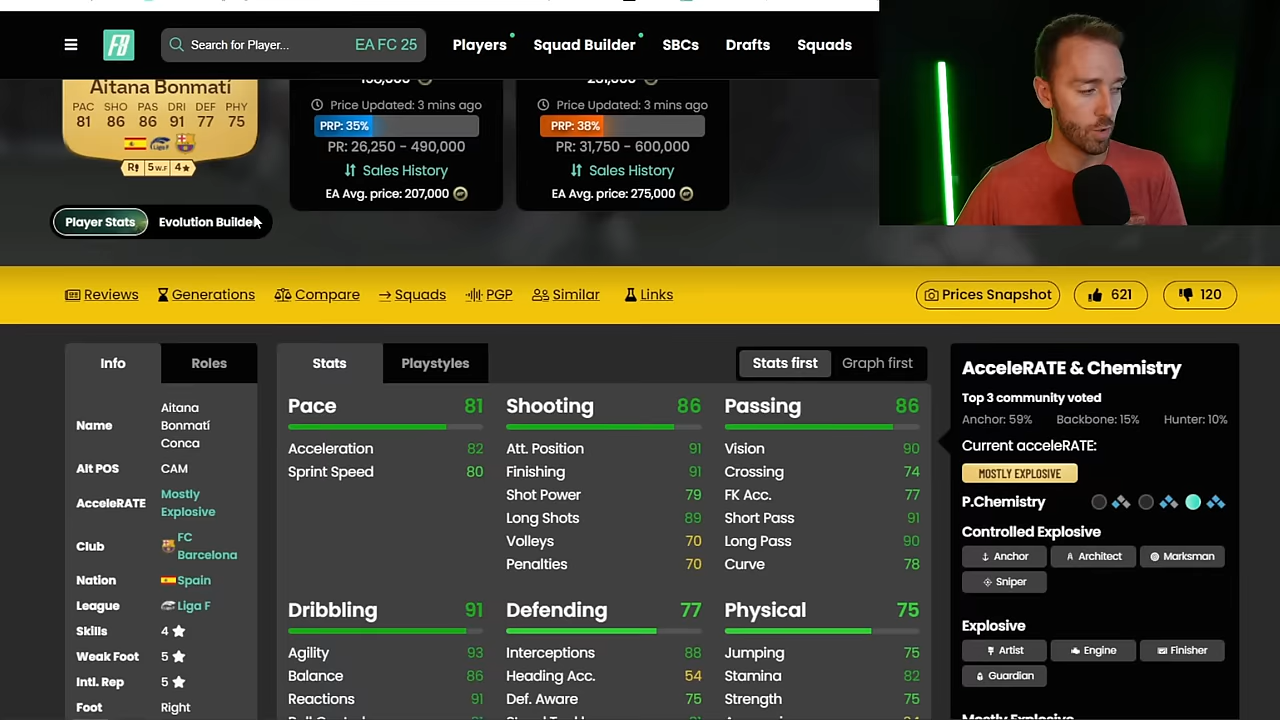 FB
Search for Player...
EA FC 25
Players
Squad Builder
SBCs
Drafts
Squads
Aitana Bonmatí
PAC SHO PAS DRI DEF PHY
81 86 86 91 77 75
R 5 W.F 4★
Price Updated: 3 mins ago
PRP: 35%
PR: 26,250 - 490,000
Sales History
EA Avg. price: 207,000
Price Updated: 3 mins ago
PRP: 38%
PR: 31,750 - 600,000
Sales History
EA Avg. price: 275,000
Player Stats
Evolution Builder
Reviews
Generations
Compare
Squads
PGP
Similar
Links
Prices Snapshot
621
120
Info
Roles
Name Aitana
Bonmatí
Conca
Alt POS CAM
AcceleRATE Mostly
Explosive
Club FC
Barcelona
Nation Spain
League Liga F
Skills 4 ★
Weak Foot 5 ★
Intl. Rep 5 ★
Foot Right
Stats
Playstyles
Stats first
Graph first
Pace 81
Acceleration 82
Sprint Speed 80
Shooting 86
Att. Position 91
Finishing 91
Shot Power 79
Long Shots 89
Volleys 70
Penalties 70
Passing 86
Vision 90
Crossing 74
FK Acc. 77
Short Pass 91
Long Pass 90
Curve 78
Dribbling 91
Agility 93
Balance 86
Reactions 91
Defending 77
Interceptions 88
Heading Acc. 54
Def. Aware 75
Physical 75
Jumping 75
Stamina 82
Strength 75
AcceleRATE & Chemistry
Top 3 community voted
Anchor: 59% Backbone: 15% Hunter: 10%
Current acceleRATE:
MOSTLY EXPLOSIVE
P.Chemistry
Controlled Explosive
Anchor
Architect
Marksman
Sniper
Explosive
Artist
Engine
Finisher
Guardian